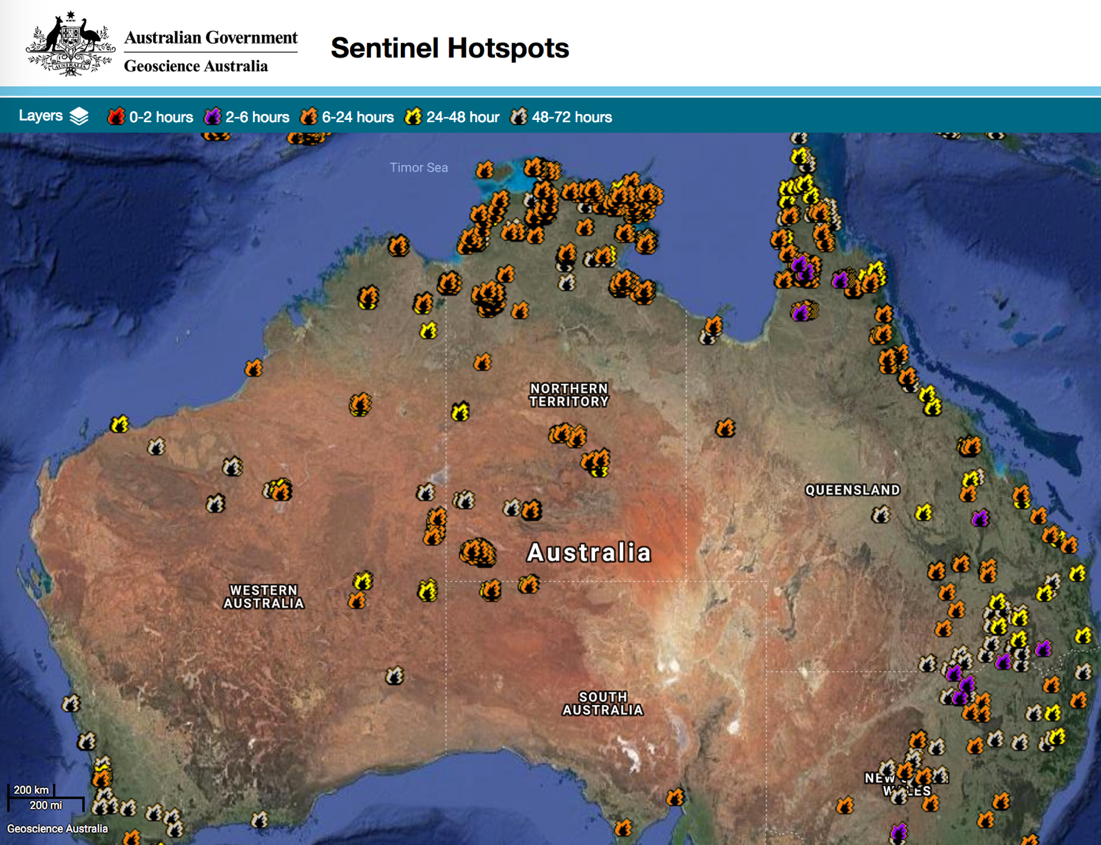 Australian Government
Geoscience Australia
Sentinel Hotspots
Layers 0-2 hours 2-6 hours 6-24 hours 24-48 hour 48-72 hours
Timor Sea
NORTHERN
TERRITORY
QUEENSLAND
Australia
WESTERN
AUSTRALIA
SOUTH
AUSTRALIA
NEW
WALES
200 km
200 mi
Geoscience Australia